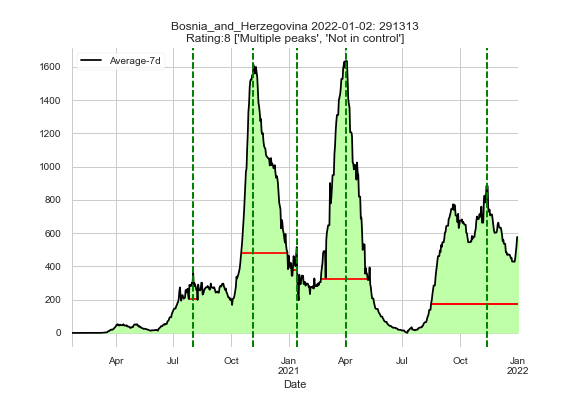 Bosnia_and_Herzegovina 2022-01-02: 291313
Rating:8 ['Multiple peaks', 'Not in control']
Average-7d
1600
1400
1200
1000
800
600
400
200
0
Apr Jul Oct Jan Apr Jul Oct Jan
2021 2022
Date